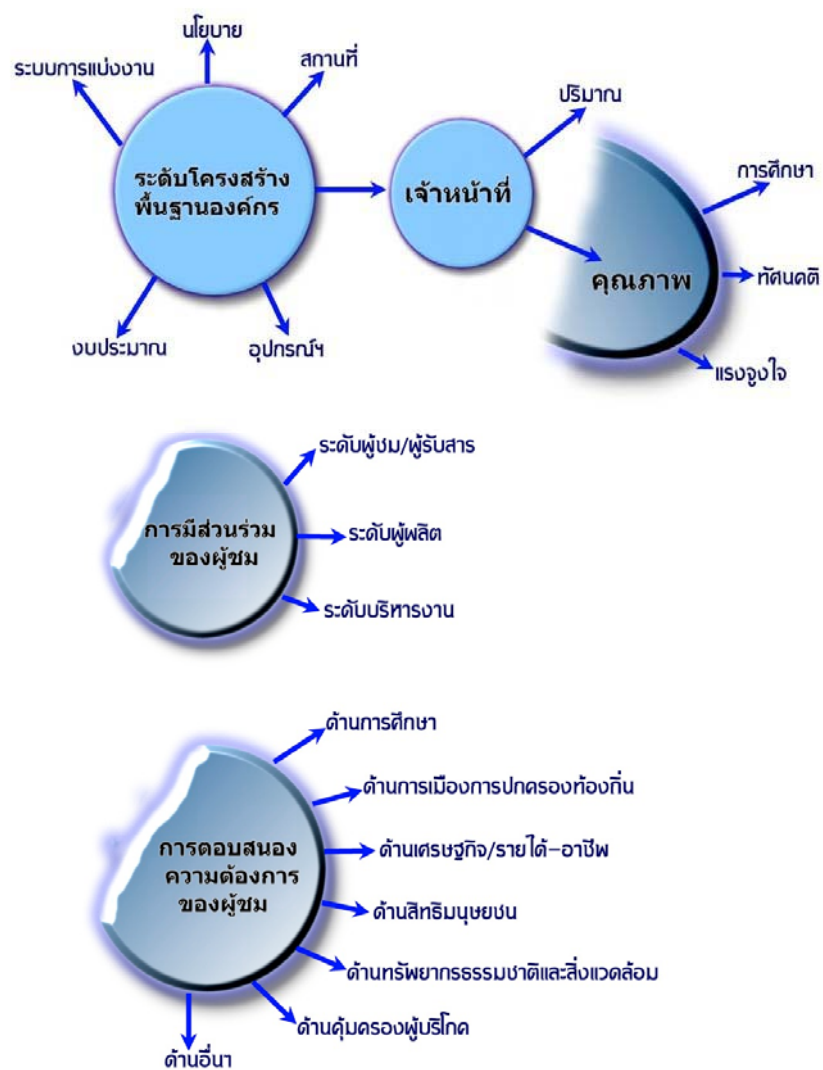 นโยบาย
ระบบการแบ่งงาน
สถานที่
ระดับโครงสร้าง
พื้นฐานองค์กร
งบประมาณ
อุปกรณ์ฯ
เจ้าหน้าที่
ปริมาณ
คุณภาพ
การศึกษา
ทัศนคติ
แรงจูงใจ
การมีส่วนร่วม
ของผู้ชม
ระดับผู้ชม/ผู้รับสาร
ระดับผู้ผลิต
ระดับบริหารงาน
การตอบสนอง
ความต้องการ
ของผู้ชม
ด้านการศึกษา
ด้านการเมืองการปกครองท้องถิ่น
ด้านเศรษฐกิจ/รายได้-อาชีพ
ด้านสิทธิมนุษยชน
ด้านทรัพยากรธรรมชาติและสิ่งแวดล้อม
ด้านคุ้มครองผู้บริโภค
ด้านอื่นๆ